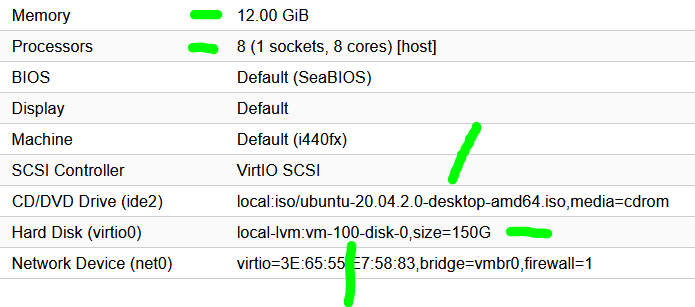 Memory 12.00 GiB
Processors 8 (1 sockets, 8 cores) [host]
BIOS Default (SeaBIOS)
Display Default
Machine Default (i440fx)
SCSI Controller VirtIO SCSI
CD/DVD Drive (ide2) local:iso/ubuntu-20.04.2.0-desktop-amd64.iso,media=cdrom
Hard Disk (virtio0) local-lvm:vm-100-disk-0,size=150G
Network Device (net0) virtio=3E:65:55:E7:58:83,bridge=vmbr0,firewall=1